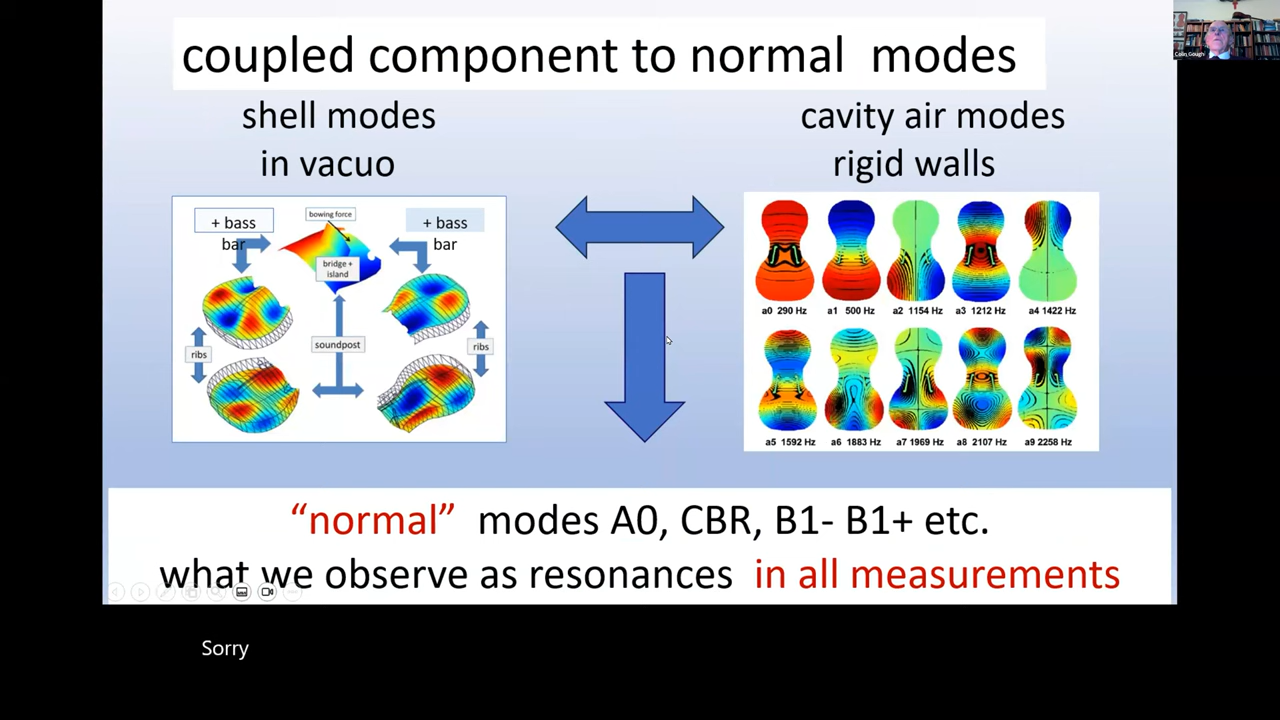 coupled component to normal modes
Colin Gough
shell modes
in vacuo
cavity air modes
rigid walls
+ bass
bar
bowing force
+ bass
bar
bridge +
island
ribs
soundpost
ribs
a0 290 Hz
a1 500 Hz
a2 1154 Hz
a3 1212 Hz
a4 1422 Hz
a5 1592 Hz
a6 1883 Hz
a7 1969 Hz
a8 2107 Hz
a9 2258 Hz
“normal” modes A0, CBR, B1- B1+ etc.
what we observe as resonances in all measurements
Sorry